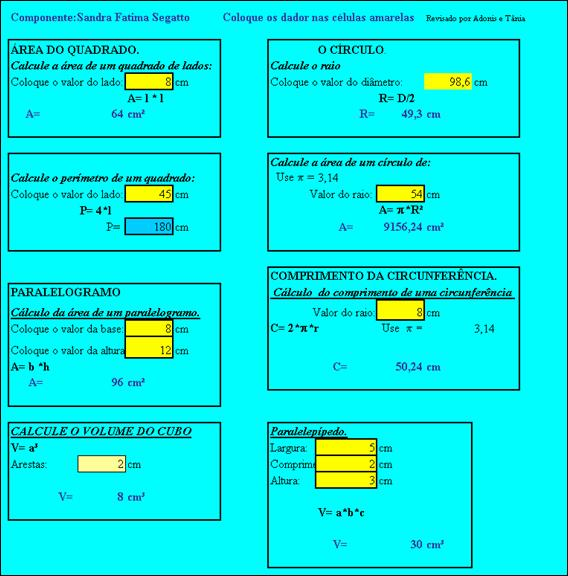 Componente:Sandra Fatima Segatto Coloque os dador nas células amarelas Revisado por Adonis e Tânia
ÁREA DO QUADRADO.
Calcule a área de um quadrado de lados:
Coloque o valor do lado: 8 cm
A= l * l
A= 64 cm²
O CÍRCULO.
Calcule o raio
Coloque o valor do diâmetro: 98,6 cm
R= D/2
R= 49,3 cm
Calcule o perímetro de um quadrado:
Coloque o valor do lado: 45 cm
P= 4*l
P= 180 cm
Calcule a área de um círculo de:
Use π = 3,14
Valor do raio: 54 cm
A= π*R²
A= 9156,24 cm²
PARALELOGRAMO
Cálculo da área de um paralelogramo.
Coloque o valor da base: 8 cm
Coloque o valor da altura 12 cm
A= b *h
A= 96 cm²
COMPRIMENTO DA CIRCUNFERÊNCIA.
Cálculo do comprimento de uma circunferência
Valor do raio: 8 cm
C= 2*π*r Use π = 3,14
C= 50,24 cm
CALCULE O VOLUME DO CUBO
V= a³
Arestas: 2 cm
V= 8 cm³
Paralelepípedo.
Largura: 5 cm
Comprime 2 cm
Altura: 3 cm
V= a*b*c
V= 30 cm³